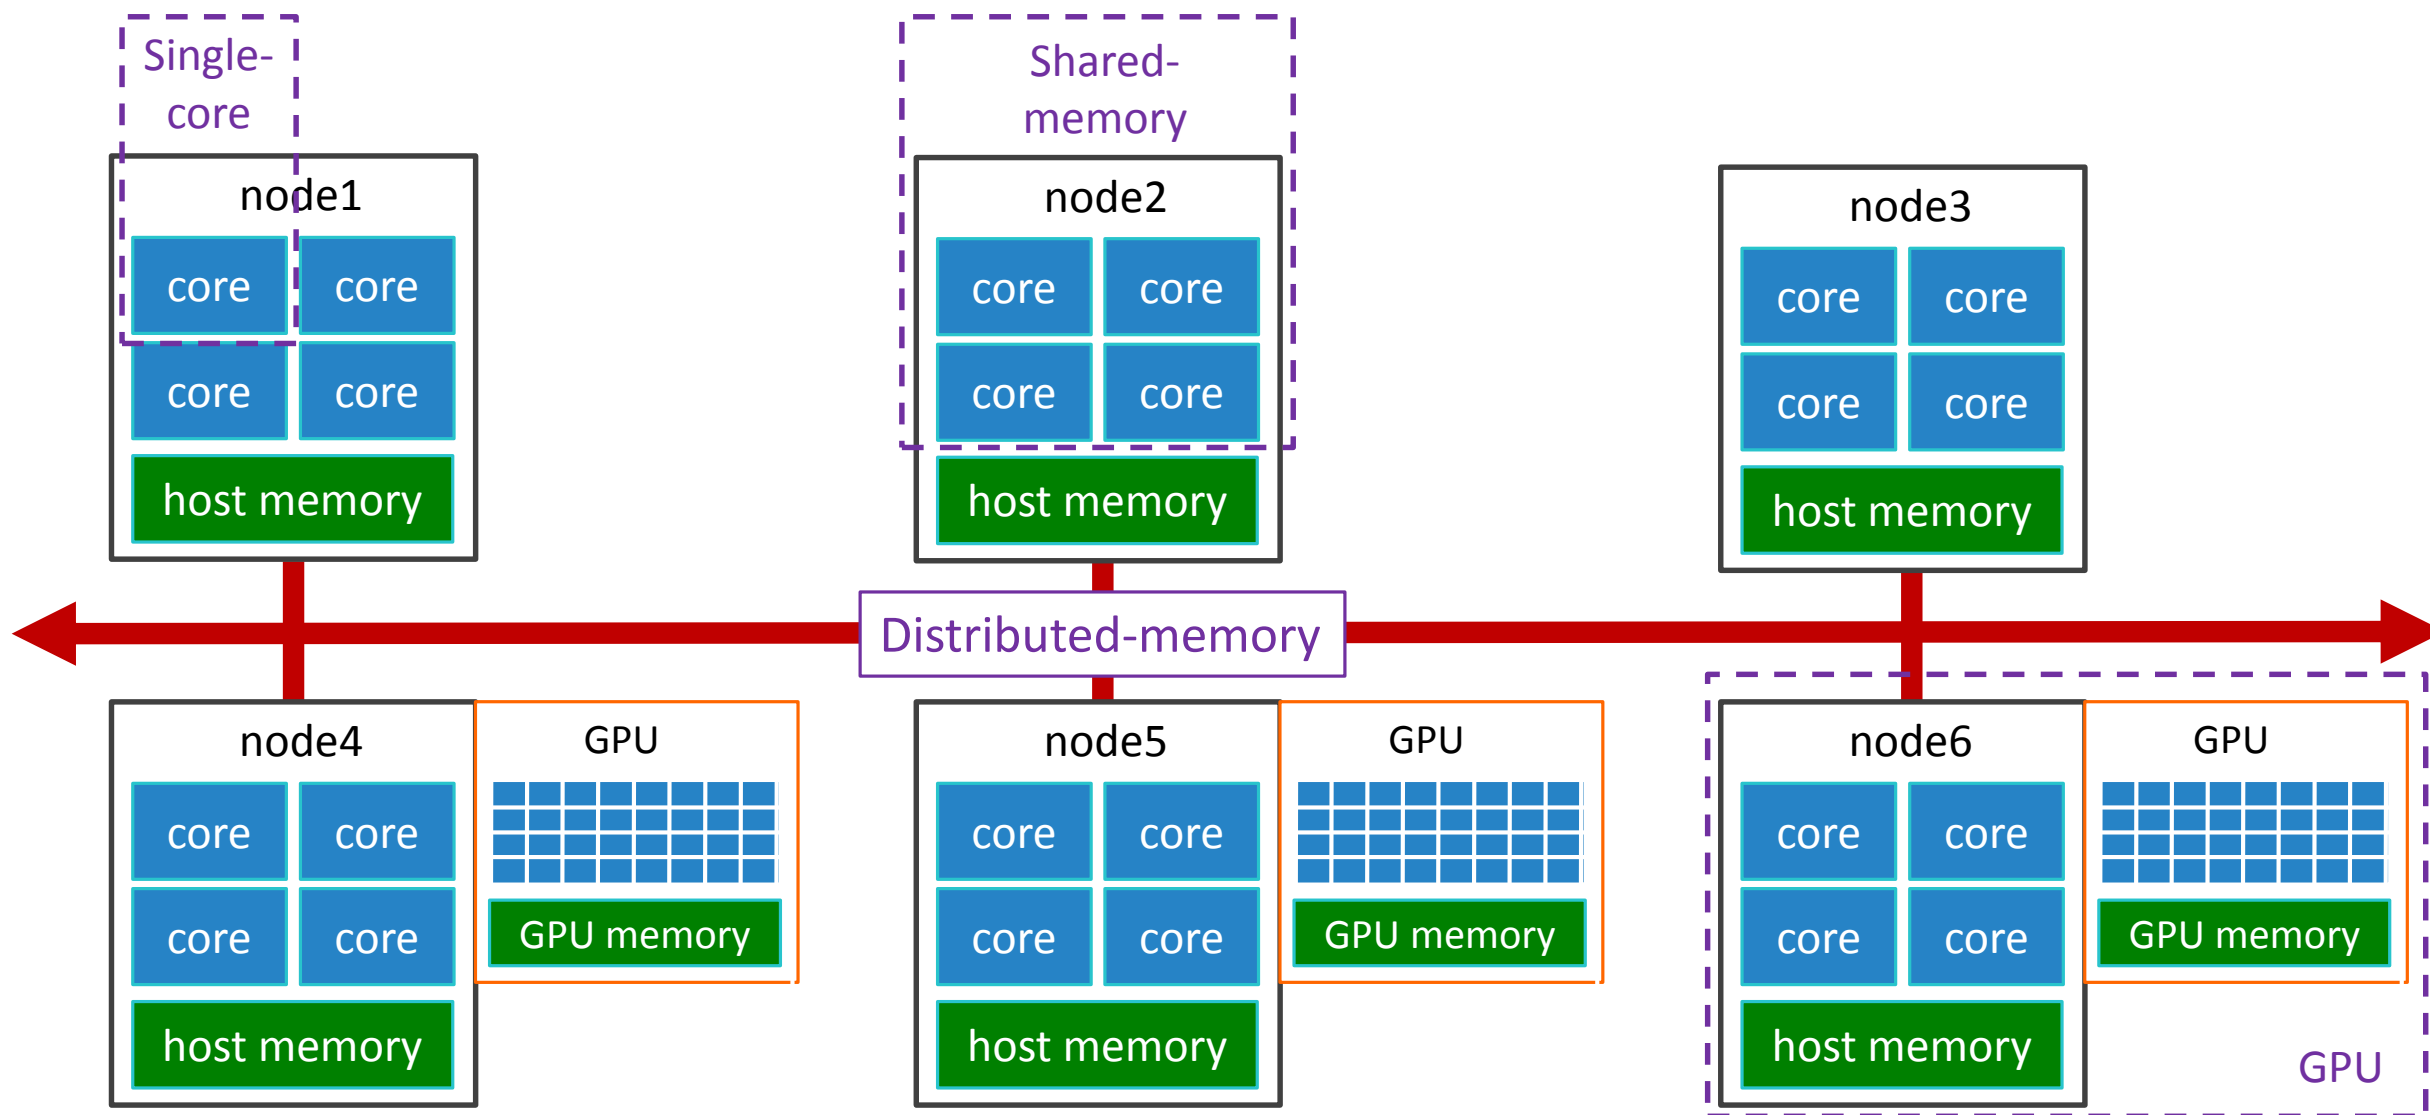 Single-
core
Shared-
memory
node1
node2
node3
core core
core core
core core
core core
core core
core core
host memory
host memory
host memory
Distributed-memory
node4
GPU
node5
GPU
node6
GPU
core core
core core
core core
core core
core core
core core
GPU memory
GPU memory
GPU memory
host memory
host memory
host memory
GPU